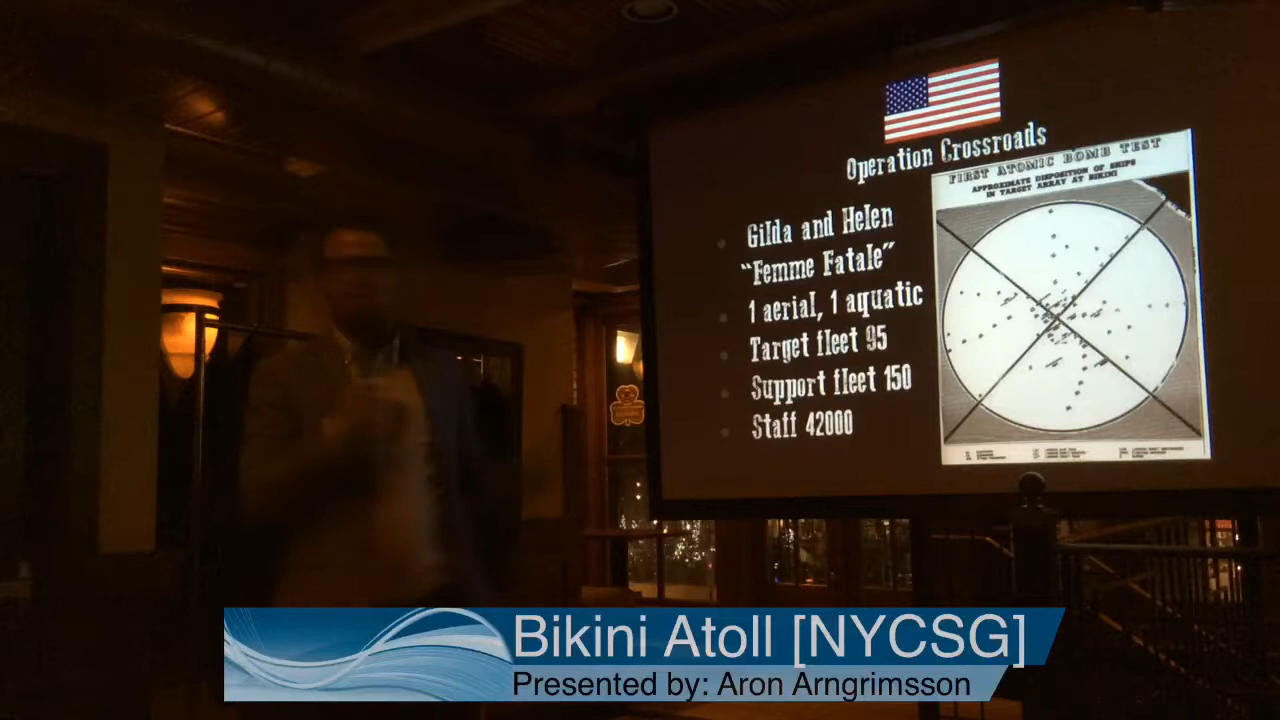 Operation Crossroads
FIRST ATOMIC BOMB TEST
APPROXIMATE DISPOSITION OF SHIPS
IN TARGET ARRAY AT BIKINI
Gilda and Helen
“Femme Fatale”
1 aerial, 1 aquatic
Target fleet 95
Support fleet 150
Staff 42000
Bikini Atoll [NYCSG]
Presented by: Aron Arngrimsson